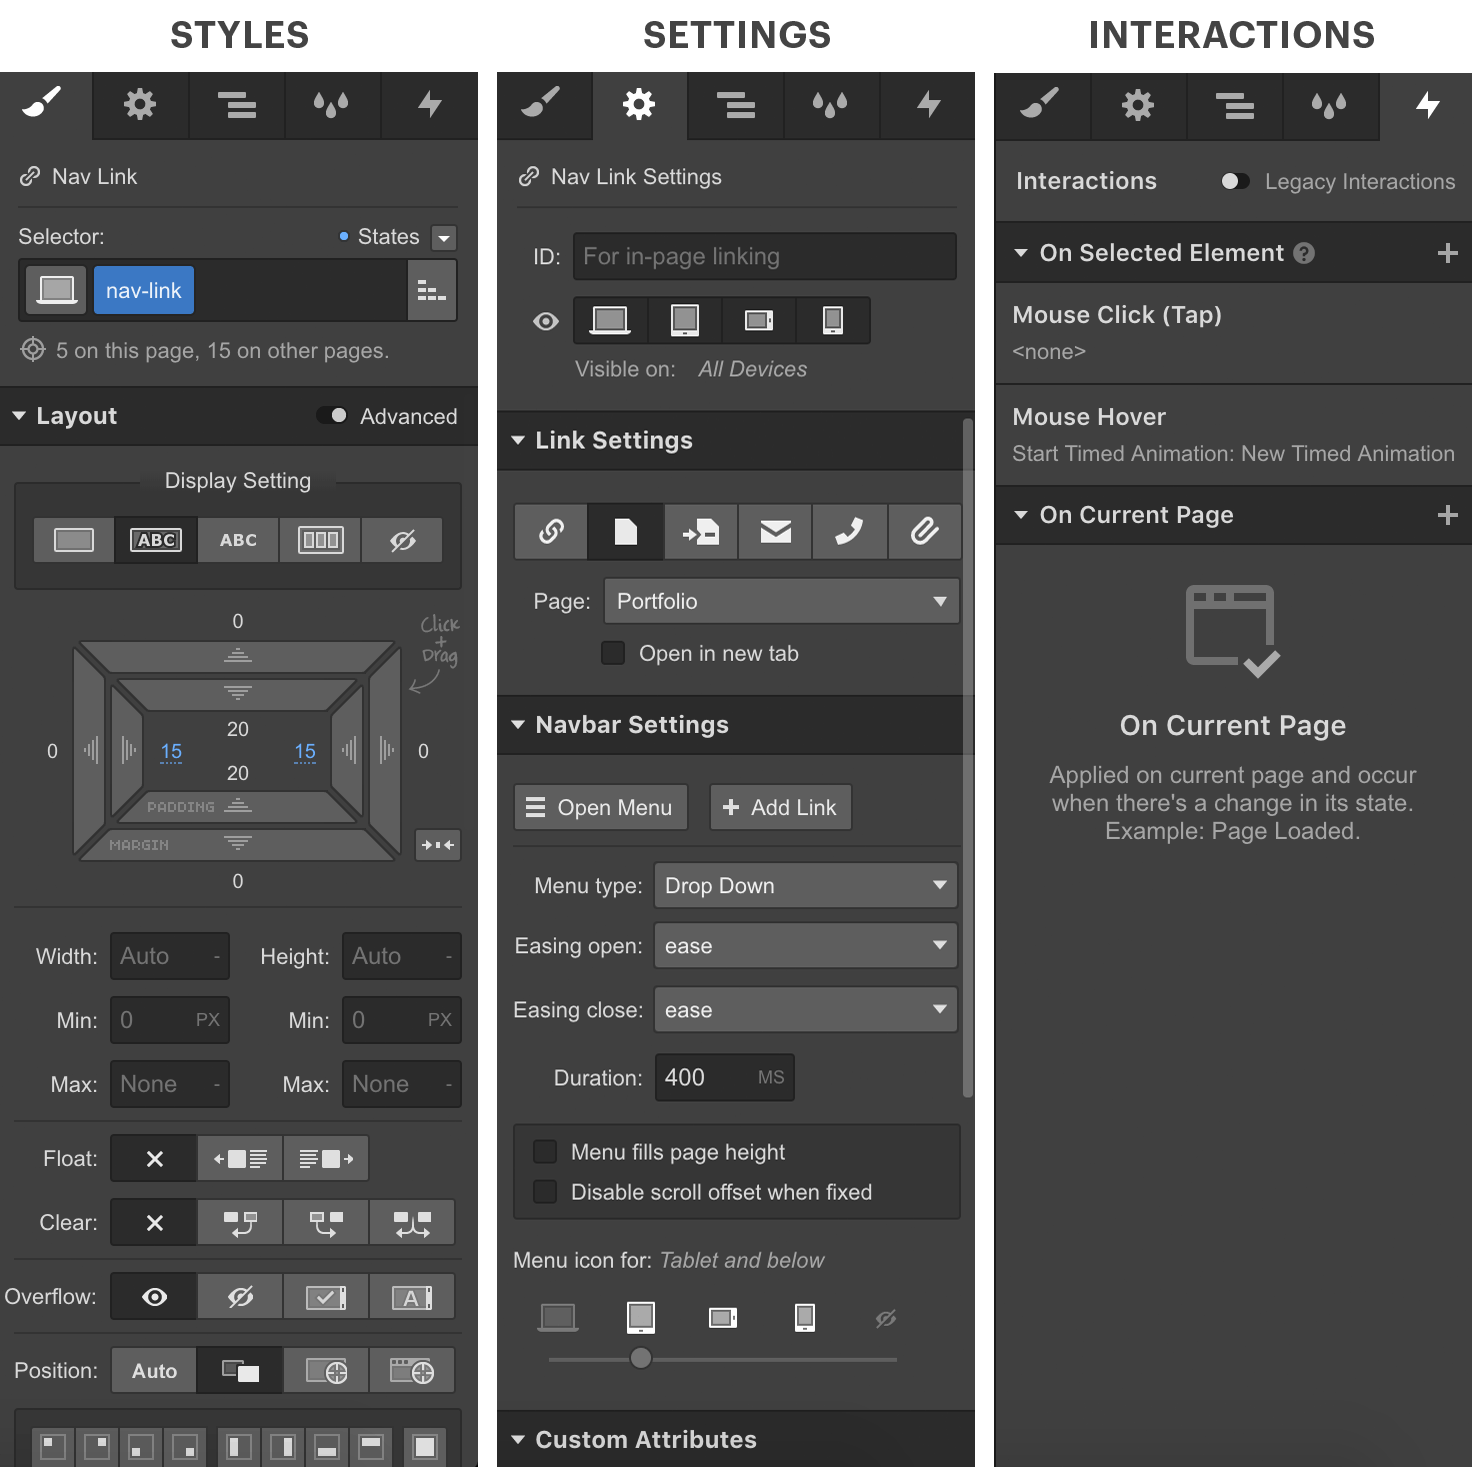 STYLES
Nav Link
Selector:
States
nav-link
5 on this page, 15 on other pages.
Layout
Advanced
Display Setting
ABC
ABC
0
Click
+
Drag
20
0
15
15
0
20
PADDING
MARGIN
0
Width:
Auto
-
Height:
Auto
-
Min:
0
PX
Min:
0
PX
Max:
None
-
Max:
None
-
Float:
Clear:
Overflow:
A
Position:
Auto
SETTINGS
Nav Link Settings
ID:
For in-page linking
Visible on: All Devices
Link Settings
Page:
Portfolio
Open in new tab
Navbar Settings
Open Menu
+ Add Link
Menu type:
Drop Down
Easing open:
ease
Easing close:
ease
Duration:
400
MS
Menu fills page height
Disable scroll offset when fixed
Menu icon for: Tablet and below
Custom Attributes
INTERACTIONS
Interactions
Legacy Interactions
On Selected Element ?
+
Mouse Click (Tap)
<none>
Mouse Hover
Start Timed Animation: New Timed Animation
On Current Page
+
On Current Page
Applied on current page and occur
when there's a change in its state.
Example: Page Loaded.